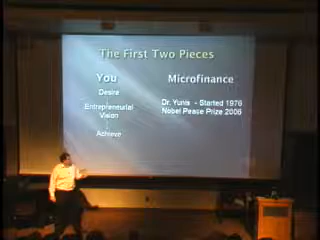 The First Two Pieces
You
Microfinance
Desire
Entrepreneurial
Vision
Achieve
Dr. Yunis - Started 1976
Nobel Peace Prize 2006